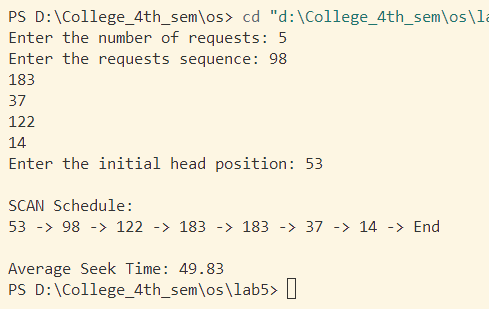 PS D:\College_4th_sem\os> cd "d:\College_4th_sem\os\la
Enter the number of requests: 5
Enter the requests sequence: 98
183
37
122
14
Enter the initial head position: 53
SCAN Schedule:
53 -> 98 -> 122 -> 183 -> 183 -> 37 -> 14 -> End
Average Seek Time: 49.83
PS D:\College_4th_sem\os\lab5>